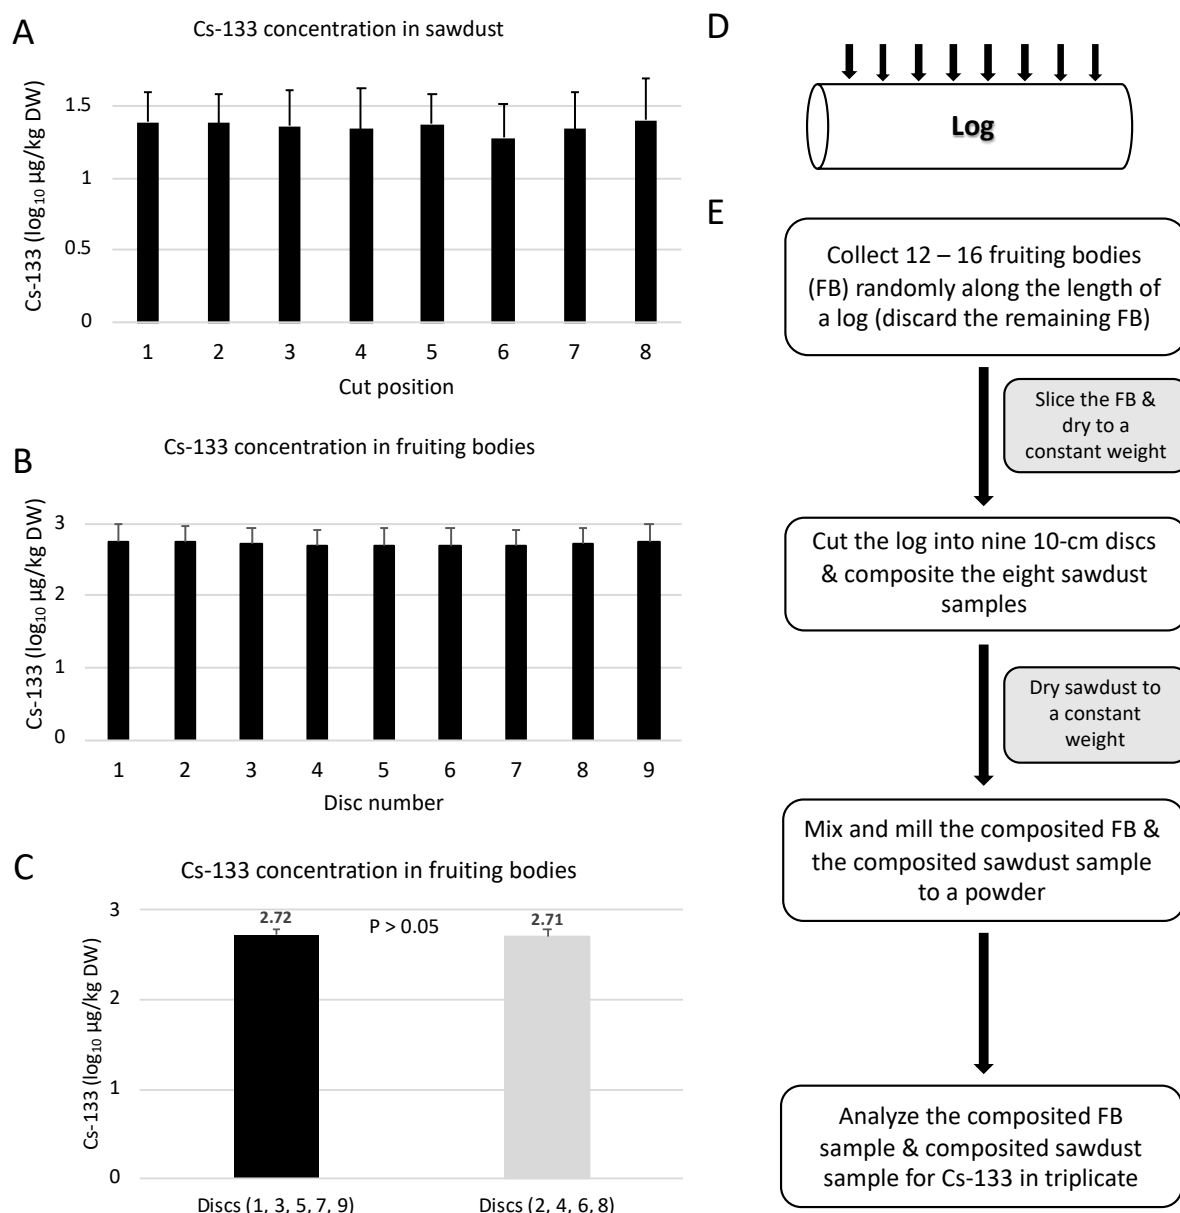 A
Cs-133 concentration in sawdust
Cs-133 (log₁₀ µg/kg DW)
1.5
1
0.5
0
1 2 3 4 5 6 7 8
Cut position
B
Cs-133 concentration in fruiting bodies
Cs-133 (log₁₀ µg/kg DW)
3
2
1
0
1 2 3 4 5 6 7 8 9
Disc number
C
Cs-133 concentration in fruiting bodies
Cs-133 (log₁₀ µg/kg DW)
3
2
1
0
2.72
P > 0.05
2.71
Discs (1, 3, 5, 7, 9)
Discs (2, 4, 6, 8)
D
Log
E
Collect 12 – 16 fruiting bodies
(FB) randomly along the length of
a log (discard the remaining FB)
Slice the FB &
dry to a
constant weight
Cut the log into nine 10-cm discs
& composite the eight sawdust
samples
Dry sawdust to
a constant
weight
Mix and mill the composited FB &
the composited sawdust sample
to a powder
Analyze the composited FB
sample & composited sawdust
sample for Cs-133 in triplicate